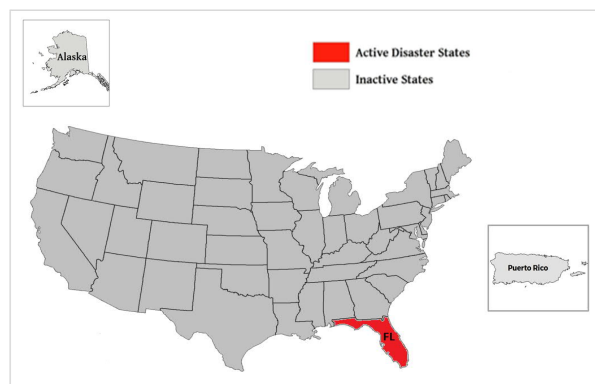 Alaska
Active Disaster States
Inactive States
Puerto Rico
FL